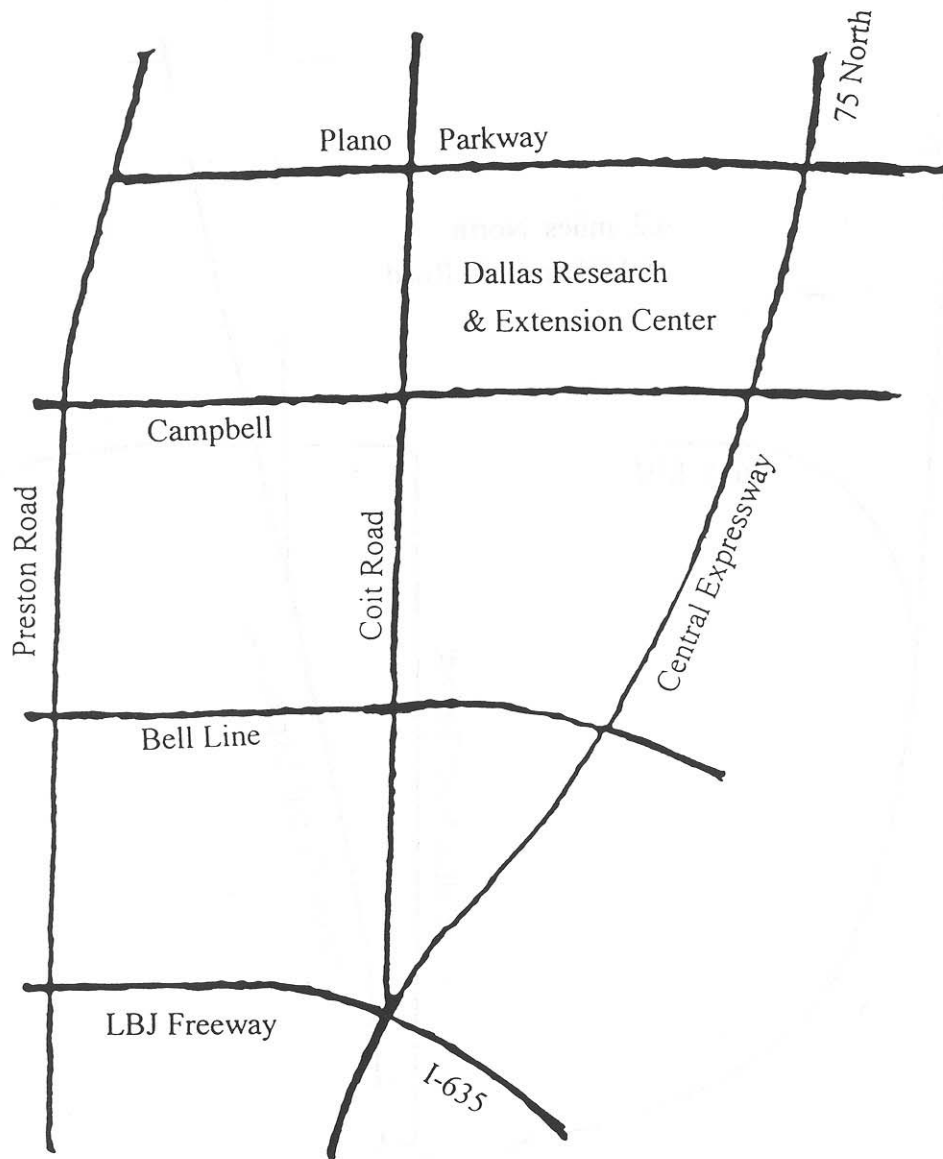 75 North
Plano Parkway
Dallas Research
& Extension Center
Campbell
Preston Road
Coit Road
Central Expressway
Bell Line
LBJ Freeway
I-635